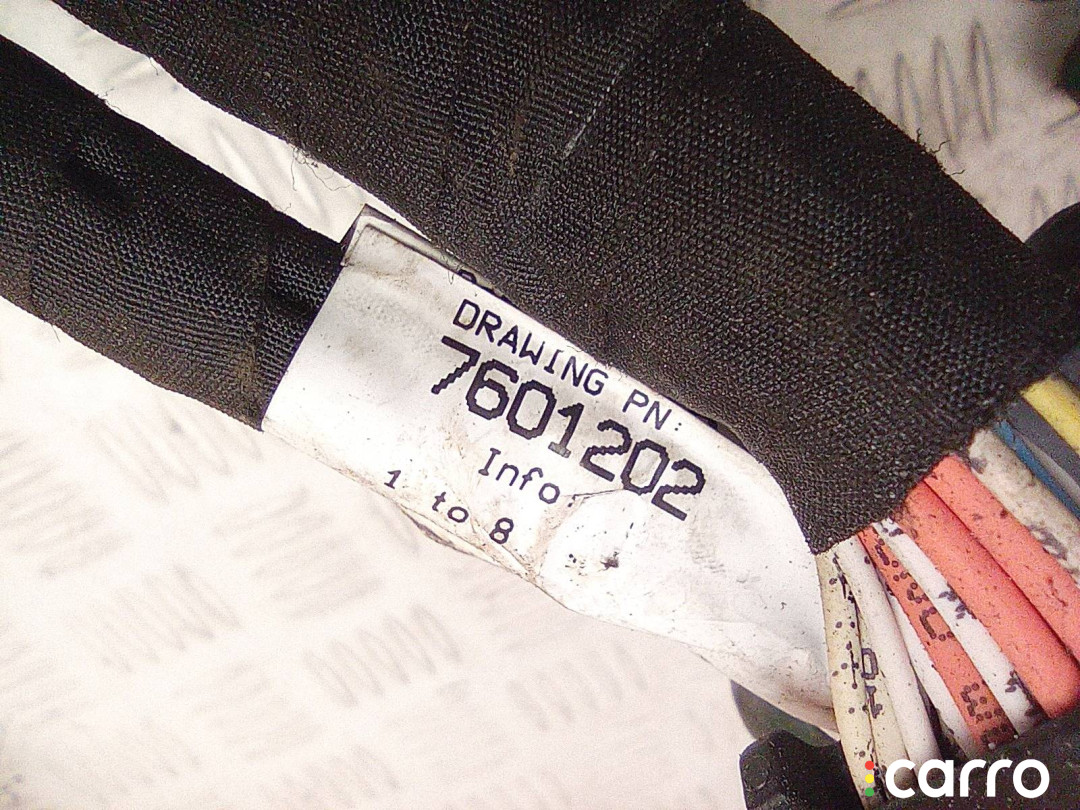 DRAWING PN:
7601202
Info
1 to 8
carro